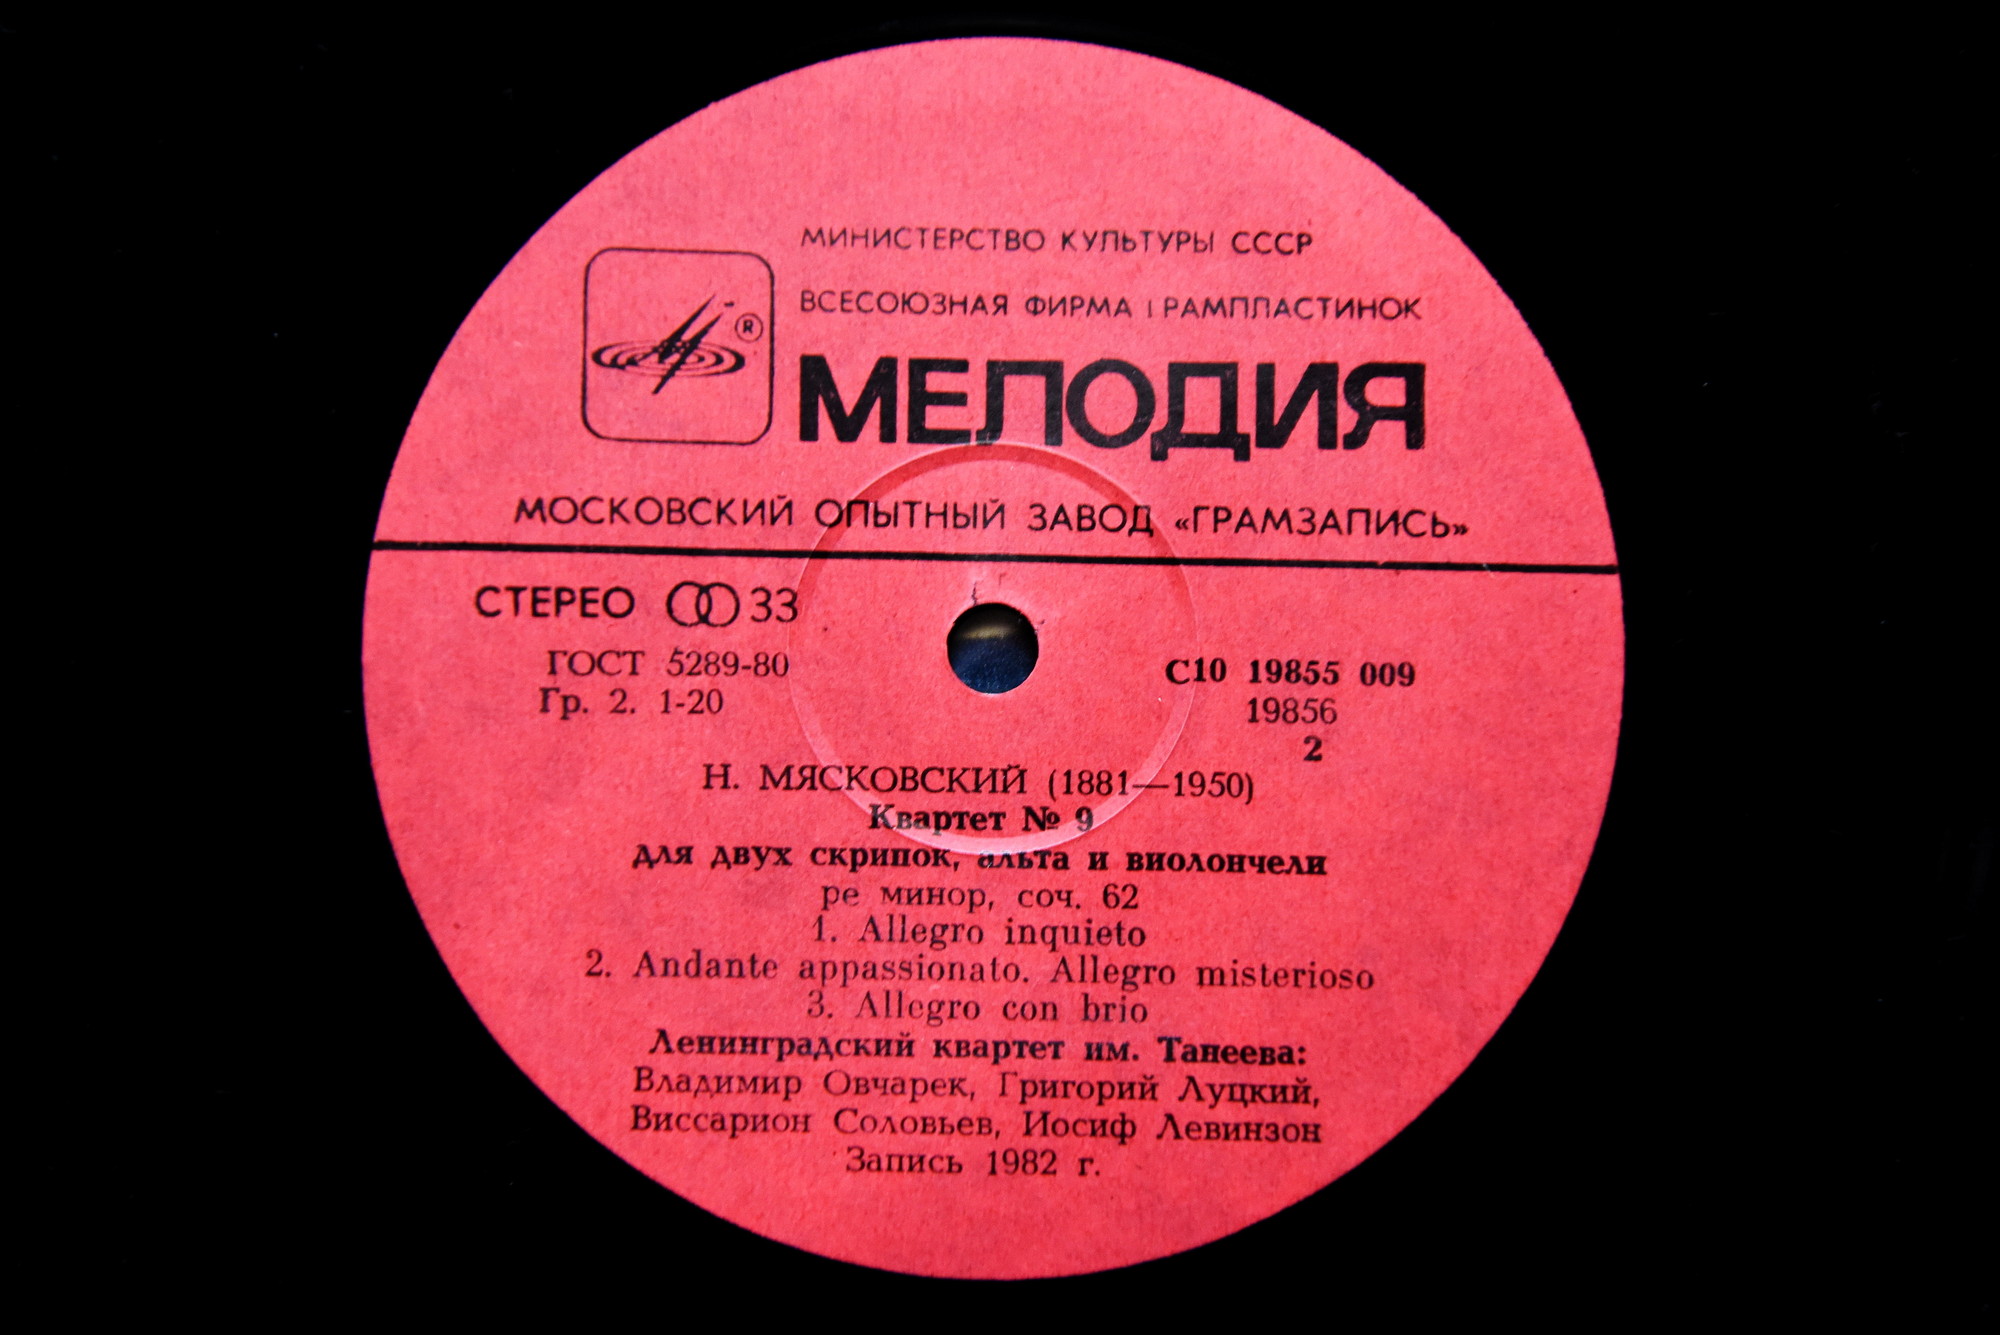 МИНИСТЕРСТВО КУЛЬТУРЫ СССР
ВСЕСОЮЗНАЯ ФИРМА ГРАМПЛАСТИНОК
®
МЕЛОДИЯ
МОСКОВСКИЙ ОПЫТНЫЙ ЗАВОД «ГРАМЗАПИСЬ»
СТЕРЕО 33
ГОСТ 5289-80
Гр. 2. 1-20
С10 19855 009
19856
2
Н. МЯСКОВСКИЙ (1881—1950)
Квартет № 9
для двух скрипок, альта и виолончели
ре минор, соч. 62
1. Allegro inquieto
2. Andante appassionato. Allegro misterioso
3. Allegro con brio
Ленинградский квартет им. Танеева:
Владимир Овчарек, Григорий Луцкий,
Виссарион Соловьев, Иосиф Левинзон
Запись 1982 г.